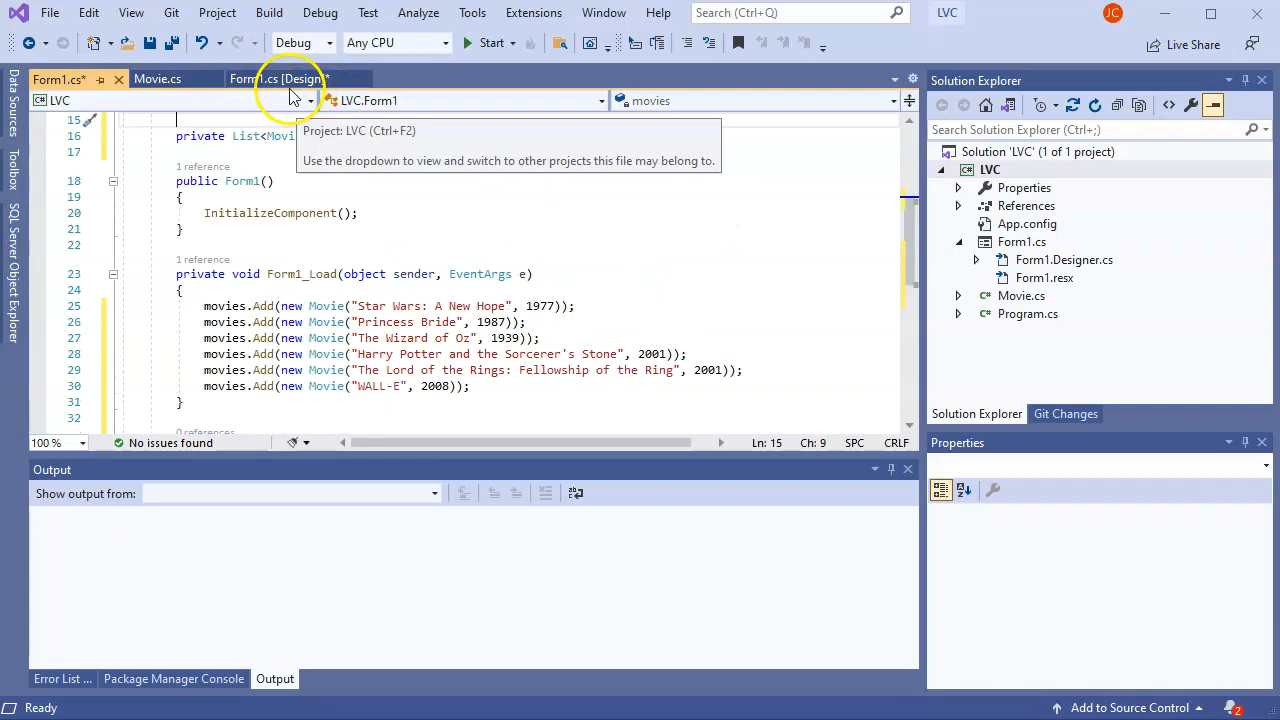 File Edit View Git Project Build Debug Test Analyze Tools Extensions Window Help Search (Ctrl+Q) LVC JC
Debug Any CPU Start Live Share
Form1.cs* Movie.cs Form1.cs [Design]*
LVC LVC.Form1 movies
15
16 private List<Movi
17
Project: LVC (Ctrl+F2)
Use the dropdown to view and switch to other projects this file may belong to.
1 reference
18 public Form1()
19 {
20 InitializeComponent();
21 }
22
1 reference
23 private void Form1_Load(object sender, EventArgs e)
24 {
25 movies.Add(new Movie("Star Wars: A New Hope", 1977));
26 movies.Add(new Movie("Princess Bride", 1987));
27 movies.Add(new Movie("The Wizard of Oz", 1939));
28 movies.Add(new Movie("Harry Potter and the Sorcerer's Stone", 2001));
29 movies.Add(new Movie("The Lord of the Rings: Fellowship of the Ring", 2001));
30 movies.Add(new Movie("WALL-E", 2008));
31 }
32
0 references
100 % No issues found Ln: 15 Ch: 9 SPC CRLF
Output
Show output from:
Error List ... Package Manager Console Output
Data Sources
Toolbox
SQL Server Object Explorer
Solution Explorer
Search Solution Explorer (Ctrl+;)
Solution 'LVC' (1 of 1 project)
LVC
Properties
References
App.config
Form1.cs
Form1.Designer.cs
Form1.resx
Movie.cs
Program.cs
Solution Explorer Git Changes
Properties
Ready Add to Source Control 2